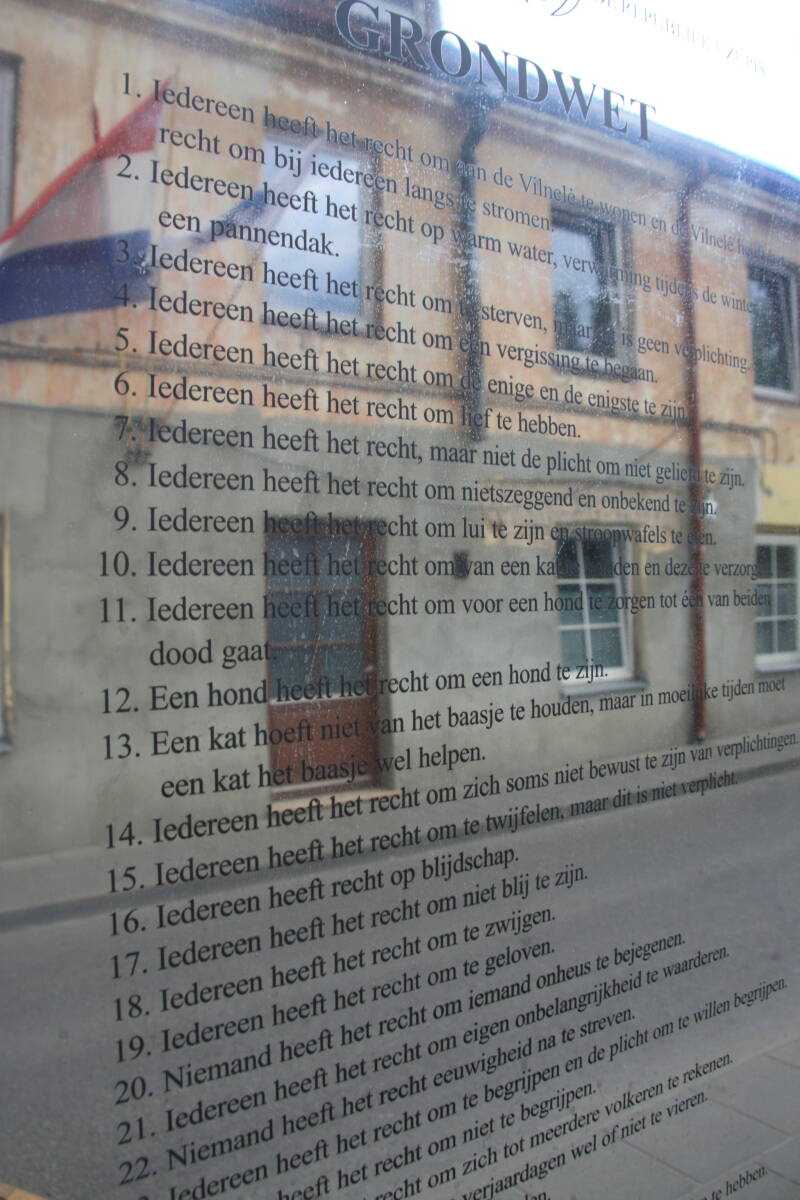 DE REPUBLIEK UŽUPIS
GRONDWET
1. Iedereen heeft het recht om aan de Vilnelė te wonen en de Vilnelė heeft het
recht om bij iedereen langs te stromen.
2. Iedereen heeft het recht op warm water, verwarming tijdens de winter
een pannendak.
3. Iedereen heeft het recht om te sterven, maar dit is geen verplichting.
4. Iedereen heeft het recht om een vergissing te begaan.
5. Iedereen heeft het recht om de enige en de enigste te zijn.
6. Iedereen heeft het recht om lief te hebben.
7. Iedereen heeft het recht, maar niet de plicht om niet geliefd te zijn.
8. Iedereen heeft het recht om nietszeggend en onbekend te zijn.
9. Iedereen heeft het recht om lui te zijn en stroopwafels te eten.
10. Iedereen heeft het recht om van een kat te houden en deze te verzorg
11. Iedereen heeft het recht om voor een hond te zorgen tot één van beiden
dood gaat.
12. Een hond heeft het recht om een hond te zijn.
13. Een kat hoeft niet van het baasje te houden, maar in moeilijke tijden moet
een kat het baasje wel helpen.
14. Iedereen heeft het recht om zich soms niet bewust te zijn van verplichtingen.
15. Iedereen heeft het recht om te twijfelen, maar dit is niet verplicht.
16. Iedereen heeft recht op blijdschap.
17. Iedereen heeft het recht om niet blij te zijn.
18. Iedereen heeft het recht om te zwijgen.
19. Iedereen heeft het recht om te geloven.
20. Niemand heeft het recht om iemand onheus te bejegenen.
21. Iedereen heeft het recht om eigen onbelangrijkheid te waarderen.
22. Niemand heeft het recht eeuwigheid na te streven.
Iedereen heeft het recht om te begrijpen en de plicht om te willen begrijpen.
heeft het recht om niet te begrijpen.
recht om zich tot meerdere volkeren te rekenen.
verjaardagen wel of niet te vieren.
te hebben.